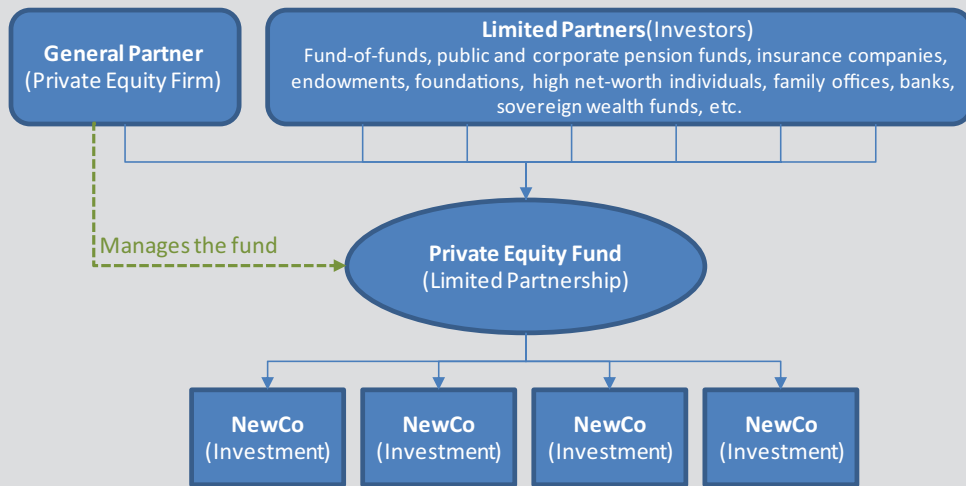 General Partner
(Private Equity Firm)
Limited Partners(Investors)
Fund-of-funds, public and corporate pension funds, insurance companies,
endowments, foundations, high net-worth individuals, family offices, banks,
sovereign wealth funds, etc.
Manages the fund
Private Equity Fund
(Limited Partnership)
NewCo
(Investment)
NewCo
(Investment)
NewCo
(Investment)
NewCo
(Investment)